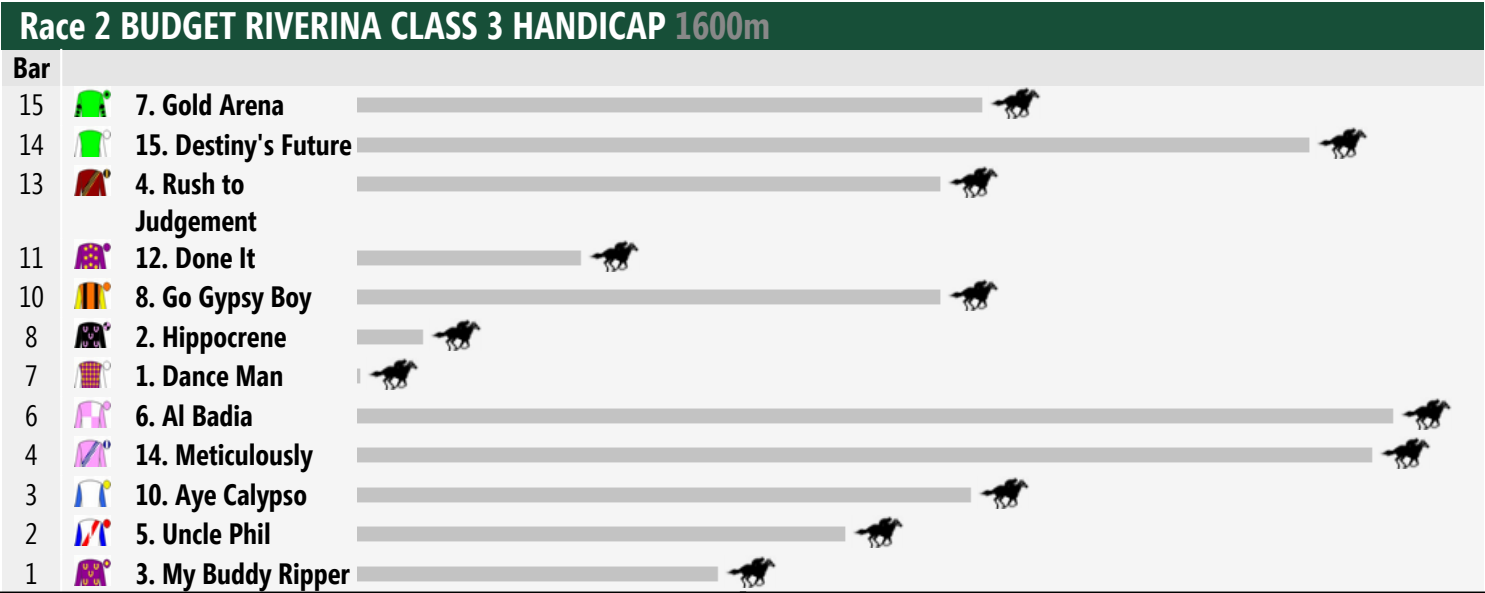 Race 2 BUDGET RIVERINA CLASS 3 HANDICAP 1600m
Bar
15 7. Gold Arena
14 15. Destiny's Future
13 4. Rush to
Judgement
11 12. Done It
10 8. Go Gypsy Boy
8 2. Hippocrene
7 1. Dance Man
6 6. Al Badia
4 14. Meticulously
3 10. Aye Calypso
2 5. Uncle Phil
1 3. My Buddy Ripper